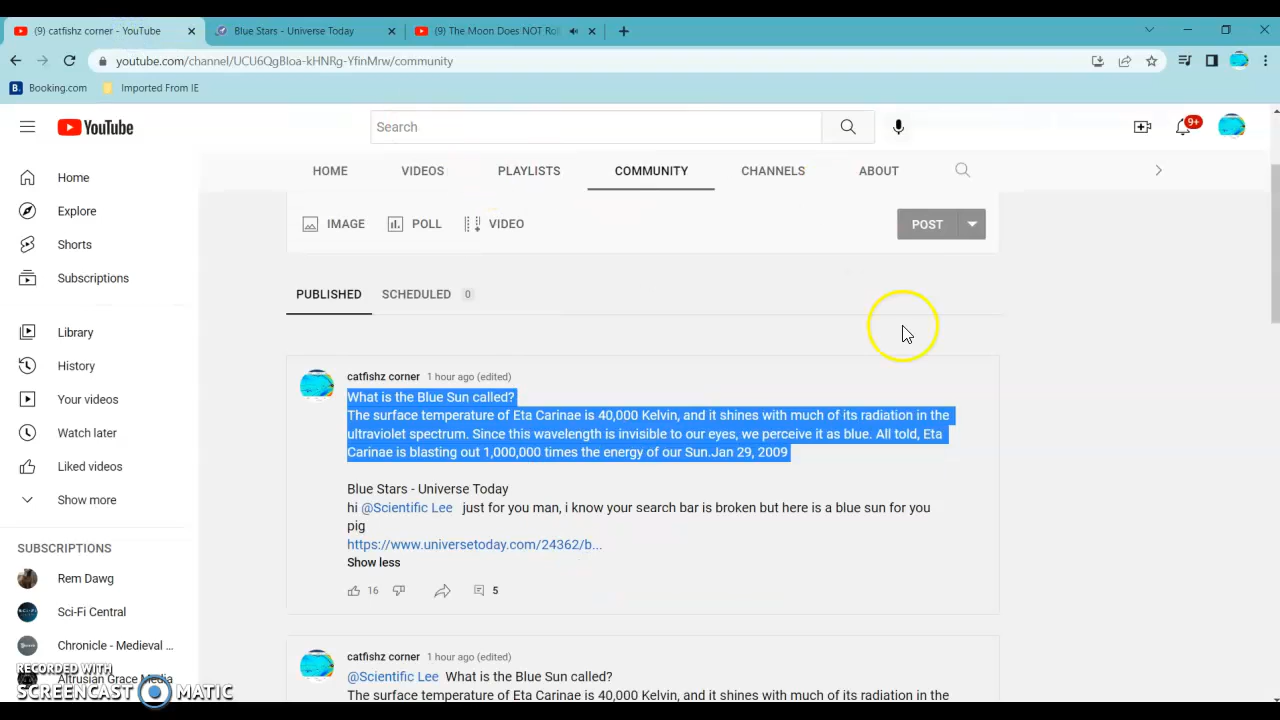 (9) catfishz corner - YouTube
Blue Stars - Universe Today
(9) The Moon Does NOT Ro
youtube.com/channel/UCU6QgBloa-kHNRg-YfinMrw/community
Booking.com
Imported From IE
YouTube
Search
9+
Home
Explore
Shorts
Subscriptions
Library
History
Your videos
Watch later
Liked videos
Show more
SUBSCRIPTIONS
Rem Dawg
Sci-Fi Central
Chronicle - Medieval ...
Altrusian Grace Media
HOME VIDEOS PLAYLISTS COMMUNITY CHANNELS ABOUT
IMAGE POLL VIDEO
POST
PUBLISHED SCHEDULED 0
catfishz corner 1 hour ago (edited)
What is the Blue Sun called?
The surface temperature of Eta Carinae is 40,000 Kelvin, and it shines with much of its radiation in the
ultraviolet spectrum. Since this wavelength is invisible to our eyes, we perceive it as blue. All told, Eta
Carinae is blasting out 1,000,000 times the energy of our Sun.Jan 29, 2009
Blue Stars - Universe Today
hi @Scientific Lee just for you man, i know your search bar is broken but here is a blue sun for you
pig
https://www.universetoday.com/24362/b...
Show less
16
5
catfishz corner 1 hour ago (edited)
@Scientific Lee What is the Blue Sun called?
The surface temperature of Eta Carinae is 40,000 Kelvin, and it shines with much of its radiation in the
RECORDED WITH
SCREENCAST MATIC